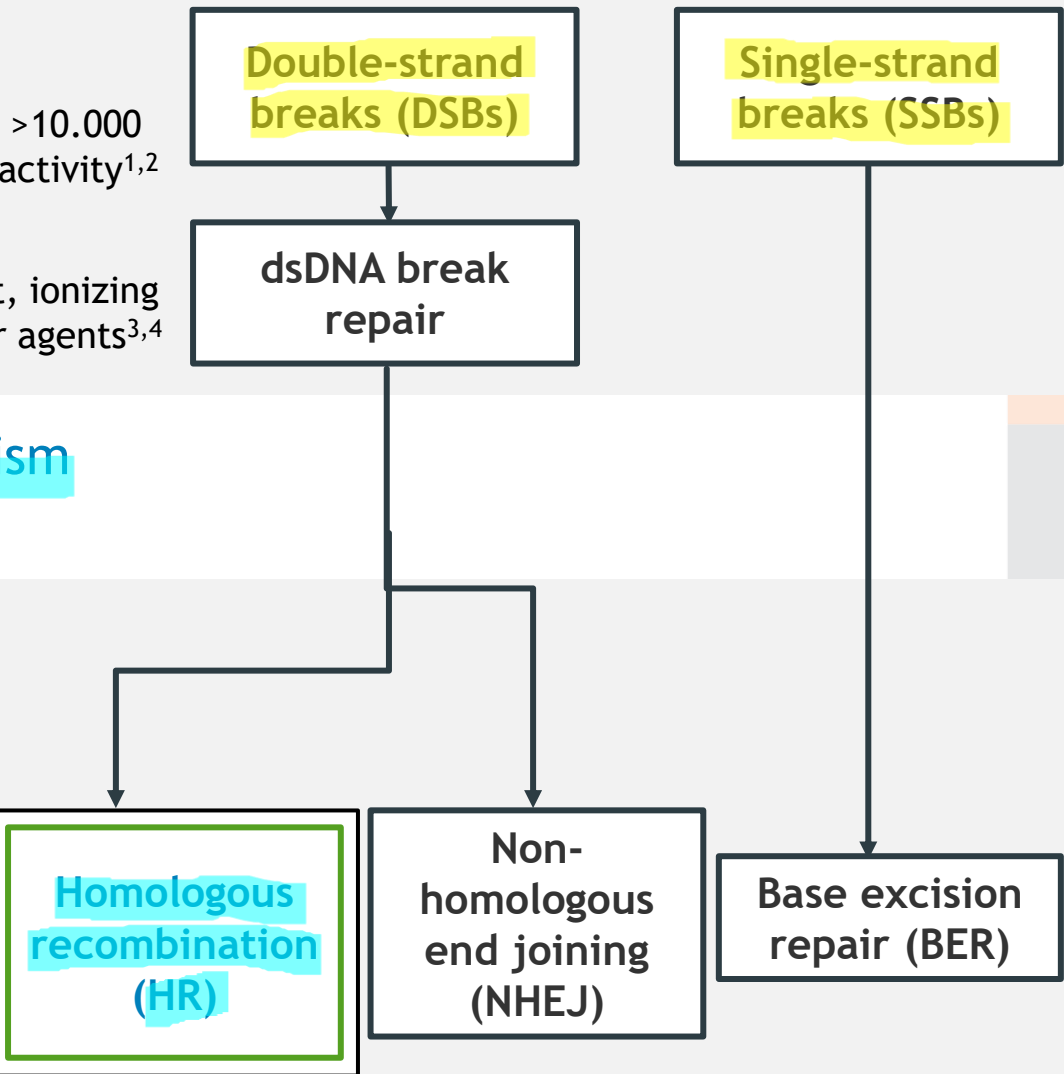 Double-strand
breaks (DSBs)
Single-strand
breaks (SSBs)
>10.000
activity1,2
dsDNA break
repair
ionizing
agents3,4
Homologous
recombination
(HR)
Non-
homologous
end joining
(NHEJ)
Base excision
repair (BER)